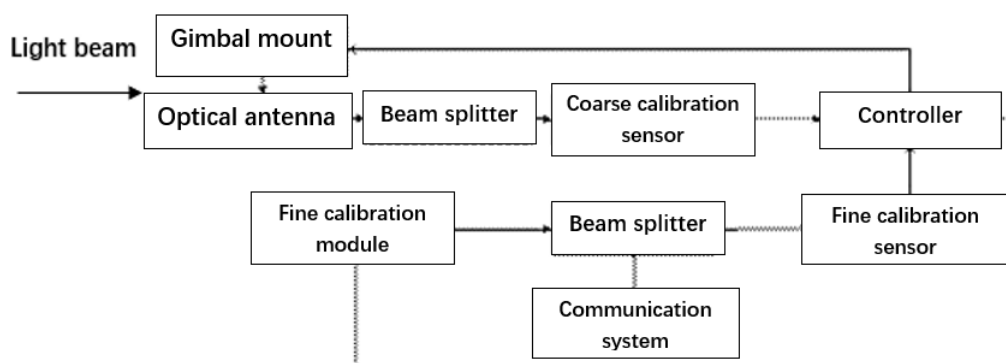 Light beam
Gimbal mount
Optical antenna
Beam splitter
Coarse calibration
sensor
Controller
Fine calibration
module
Beam splitter
Fine calibration
sensor
Communication
system